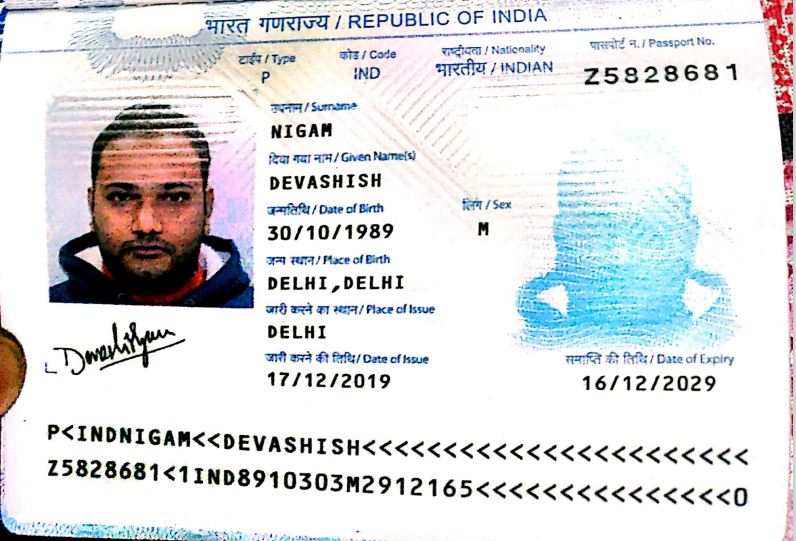 भारत गणराज्य / REPUBLIC OF INDIA
टाईप / Type कोड / Code राष्ट्रीयता / Nationality पासपोर्ट न. / Passport No.
P IND भारतीय / INDIAN Z5828681
उपनाम / Surname
NIGAM
दिया गया नाम / Given Name(s)
DEVASHISH
जन्मतिथि / Date of Birth लिंग / Sex
30/10/1989 M
जन्म स्थान / Place of Birth
DELHI,DELHI
जारी करने का स्थान / Place of Issue
DELHI
जारी करने की तिथि / Date of Issue समाप्ति की तिथि / Date of Expiry
17/12/2019 16/12/2029
P<INDNIGAM<<DEVASHISH<<<<<<<<<<<<<<<<<<<<<<<
Z5828681<1IND8910303M2912165<<<<<<<<<<<<<<<0